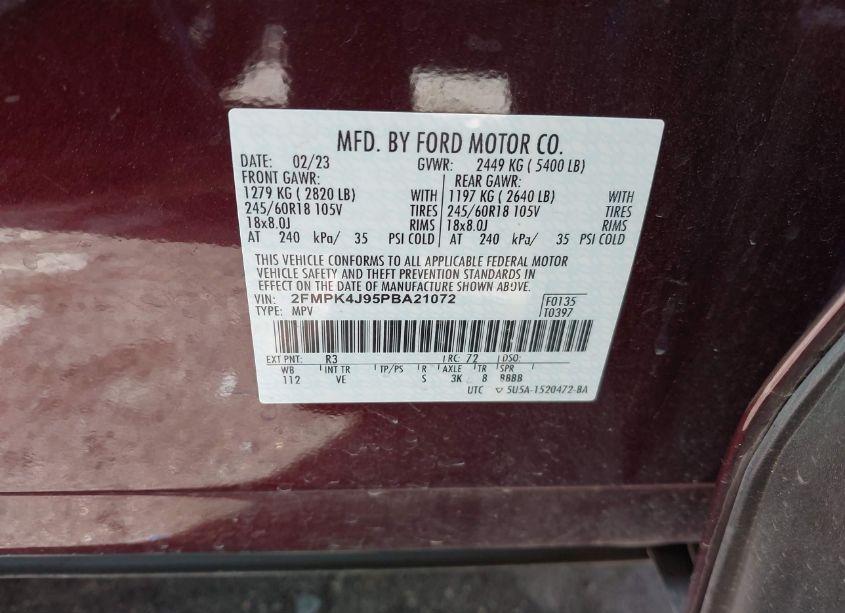 MFD. BY FORD MOTOR CO.
DATE: 02/23 GVWR: 2449 KG ( 5400 LB)
FRONT GAWR: REAR GAWR:
1279 KG ( 2820 LB) WITH 1197 KG ( 2640 LB) WITH
245/60R18 105V TIRES 245/60R18 105V TIRES
18x8.0J RIMS 18x8.0J RIMS
AT 240 kPa/ 35 PSI COLD AT 240 kPa/ 35 PSI COLD
THIS VEHICLE CONFORMS TO ALL APPLICABLE FEDERAL MOTOR
VEHICLE SAFETY AND THEFT PREVENTION STANDARDS IN
EFFECT ON THE DATE OF MANUFACTURE SHOWN ABOVE.
VIN: 2FMPK4J95PBA21072 F0135
TYPE: MPV T0397
EXT PNT: R3 RC: 72 DSO:
WB INT TR TP/PS R AXLE TR SPR
112 VE S 3K 8 BBBB
UTC 5U5A-1520472-BA